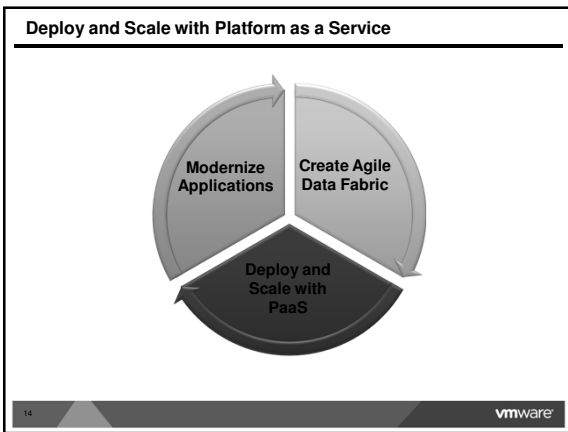 Deploy and Scale with Platform as a Service
Modernize
Applications
Create Agile
Data Fabric
Deploy and
Scale with
PaaS
14
vmware®